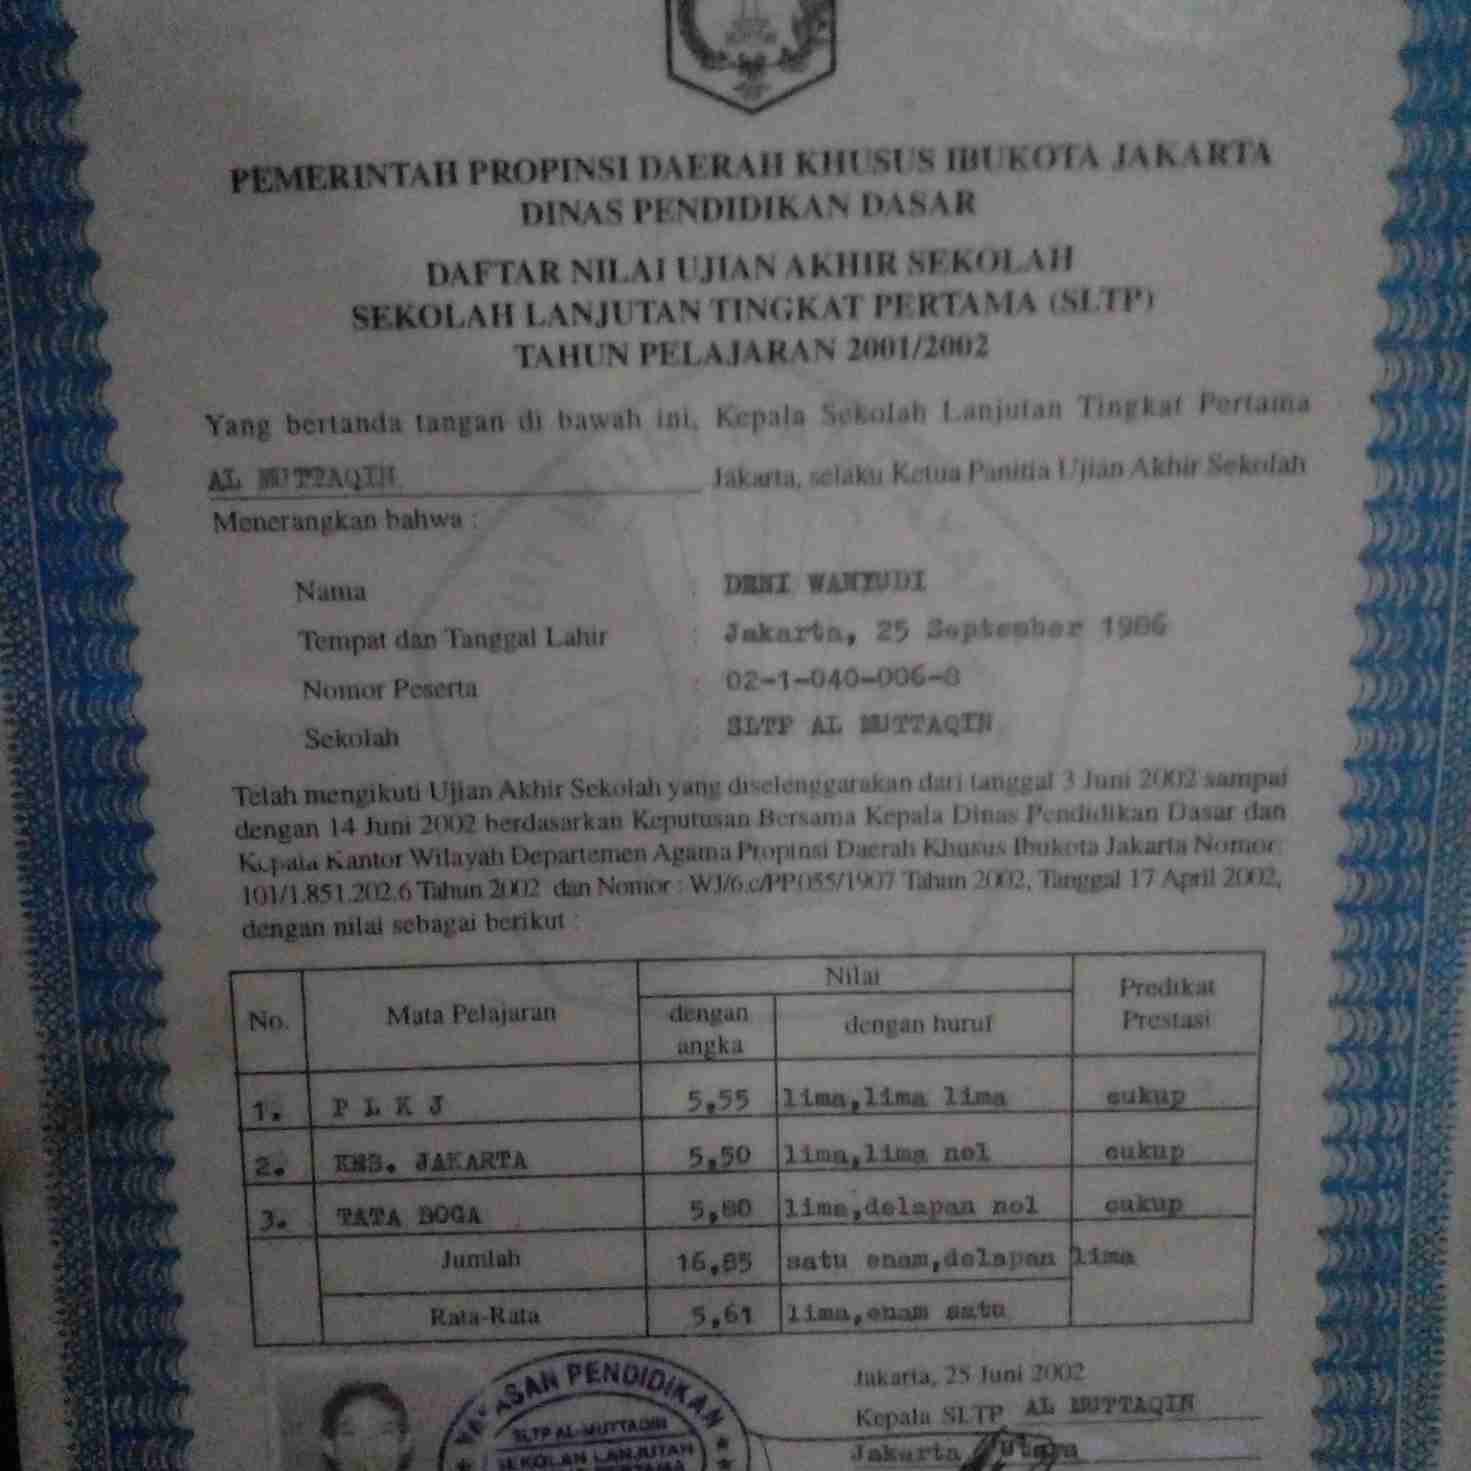 PEMERINTAH PROPINSI DAERAH KHUSUS IBUKOTA JAKARTA
DINAS PENDIDIKAN DASAR
DAFTAR NILAI UJIAN AKHIR SEKOLAH
SEKOLAH LANJUTAN TINGKAT PERTAMA (SLTP)
TAHUN PELAJARAN 2001/2002
Yang bertanda tangan di bawah ini, Kepala Sekolah Lanjutan Tingkat Pertama
AL MUTTAQIN Jakarta, selaku Ketua Panitia Ujian Akhir Sekolah
Menerangkan bahwa :
Nama : DENI WAHYUDI
Tempat dan Tanggal Lahir : Jakarta, 25 September 1986
Nomor Peserta : 02-1-040-006-8
Sekolah : SLTP AL MUTTAQIN
Telah mengikuti Ujian Akhir Sekolah yang diselenggarakan dari tanggal 3 Juni 2002 sampai
dengan 14 Juni 2002 berdasarkan Keputusan Bersama Kepala Dinas Pendidikan Dasar dan
Kepala Kantor Wilayah Departemen Agama Propinsi Daerah Khusus Ibukota Jakarta Nomor:
101/1.851.202.6 Tahun 2002 dan Nomor : WJ/6.c/PP.055/1907 Tahun 2002, Tanggal 17 April 2002,
dengan nilai sebagai berikut :
No. Mata Pelajaran Nilai Predikat Prestasi
dengan angka dengan huruf
1. P L K J 5,55 lima,lima lima cukup
2. KNB. JAKARTA 5,50 lima,lima nol cukup
3. TATA BOGA 5,80 lima,delapan nol cukup
Jumlah 16,85 satu enam,delapan lima
Rata-Rata 5,61 lima,enam satu
Jakarta, 25 Juni 2002
Kepala SLTP AL MUTTAQIN
Jakarta Utara
YAYASAN PENDIDIKAN
SLTP AL-MUTTAQIN
SEKOLAH LANJUTAN